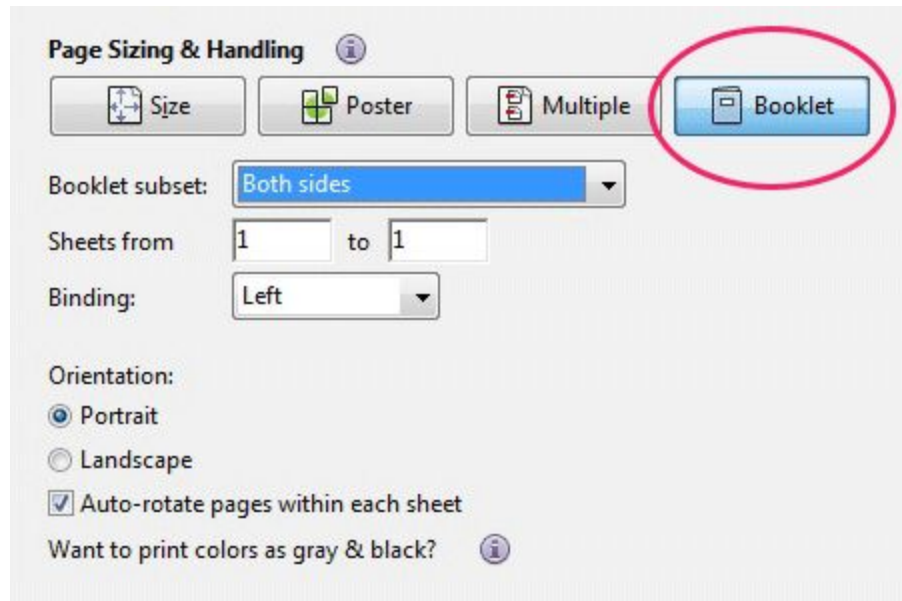 Page Sizing & Handling
Size Poster Multiple Booklet
Booklet subset: Both sides
Sheets from 1 to 1
Binding: Left
Orientation:
Portrait
Landscape
Auto-rotate pages within each sheet
Want to print colors as gray & black?